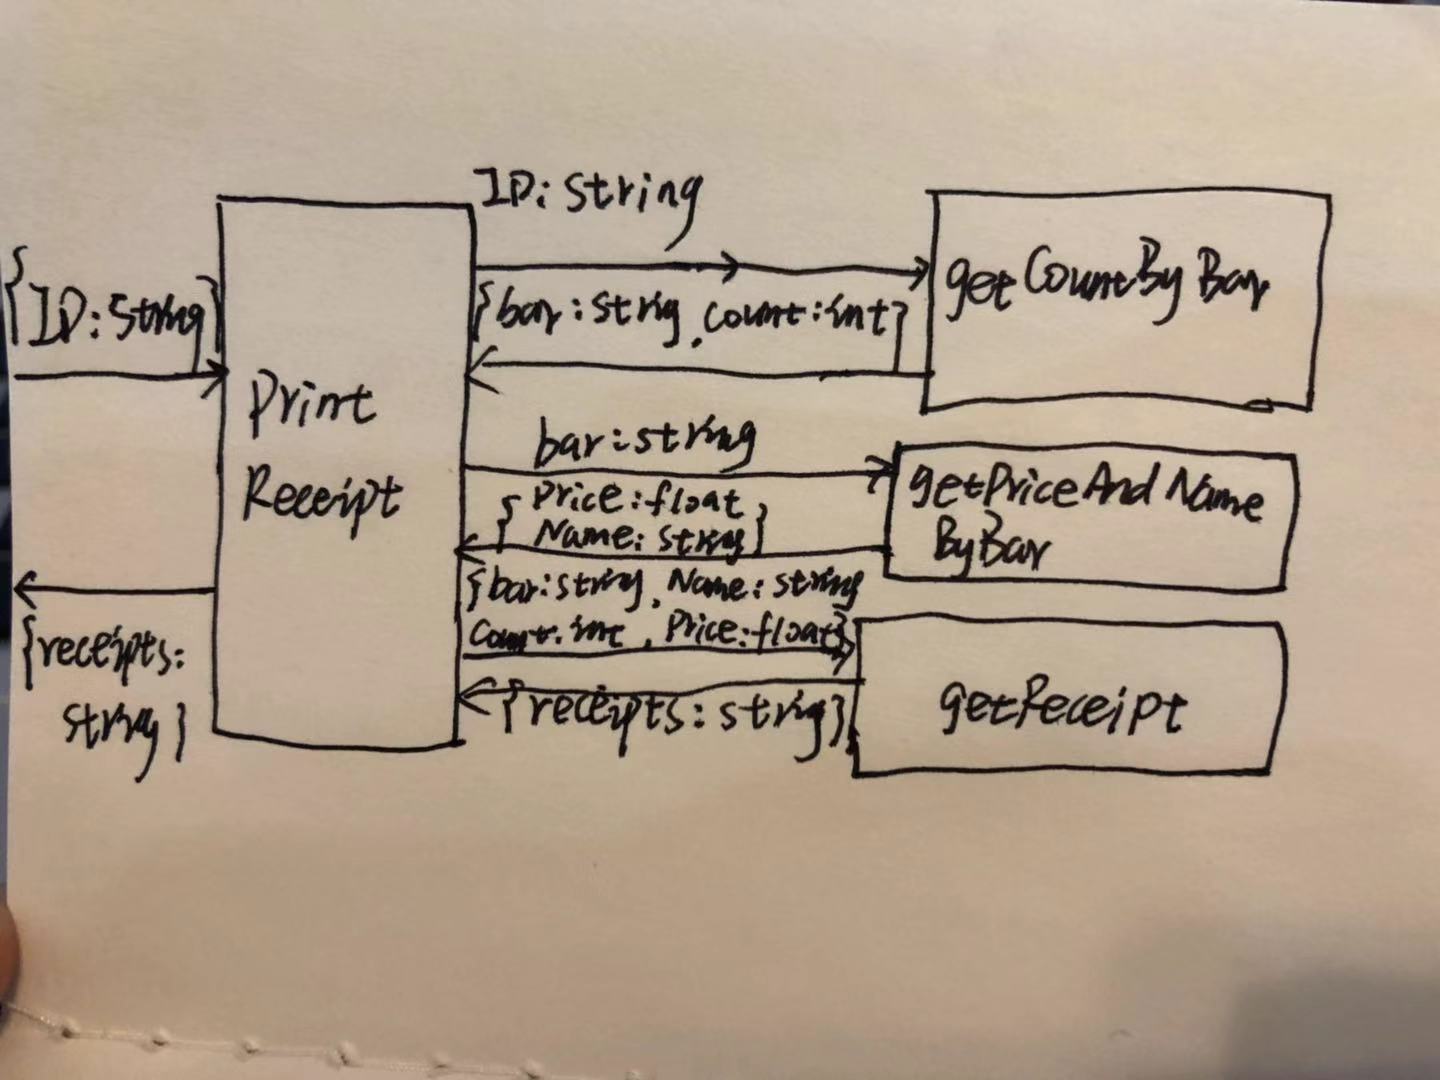 {ID:string}
Print
Receipt
{receipts:
string}
ID: string
{bar:string, count:int}
bar:string
{Price:float
Name:string}
{bar:string, Name:string
Count:int, Price:float}
{receipts:string}
getCountByBar
getPriceAndName
ByBar
getReceipt